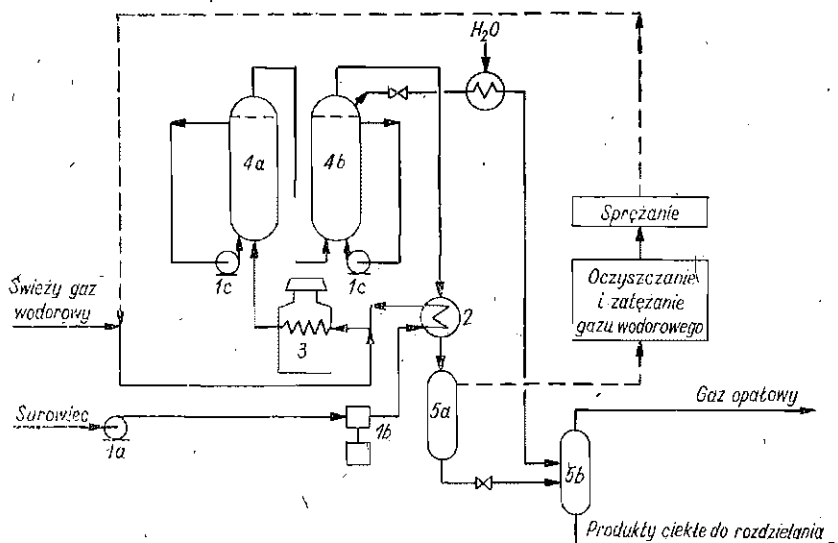 H₂O
4a
4b
Sprężanie
1c
1c
Oczyszczanie
i zatężanie
gazu wodorowego
Świeży gaz
wodorowy
2
3
5a
Gaz opałowy
Surowiec
1a
1b
5b
Produkty ciekłe do rozdzielania